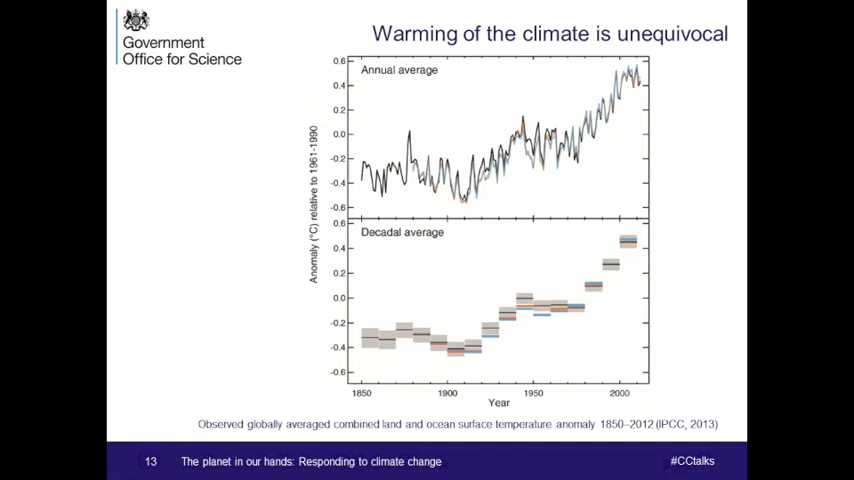 Government
Office for Science
Warming of the climate is unequivocal
Annual average
0.6
0.4
0.2
0.0
-0.2
-0.4
-0.6
Anomaly (°C) relative to 1961-1990
Decadal average
0.6
0.4
0.2
0.0
-0.2
-0.4
-0.6
1850
1900
1950
2000
Year
Observed globally averaged combined land and ocean surface temperature anomaly 1850–2012 (IPCC, 2013)
13
The planet in our hands: Responding to climate change
#CCtalks